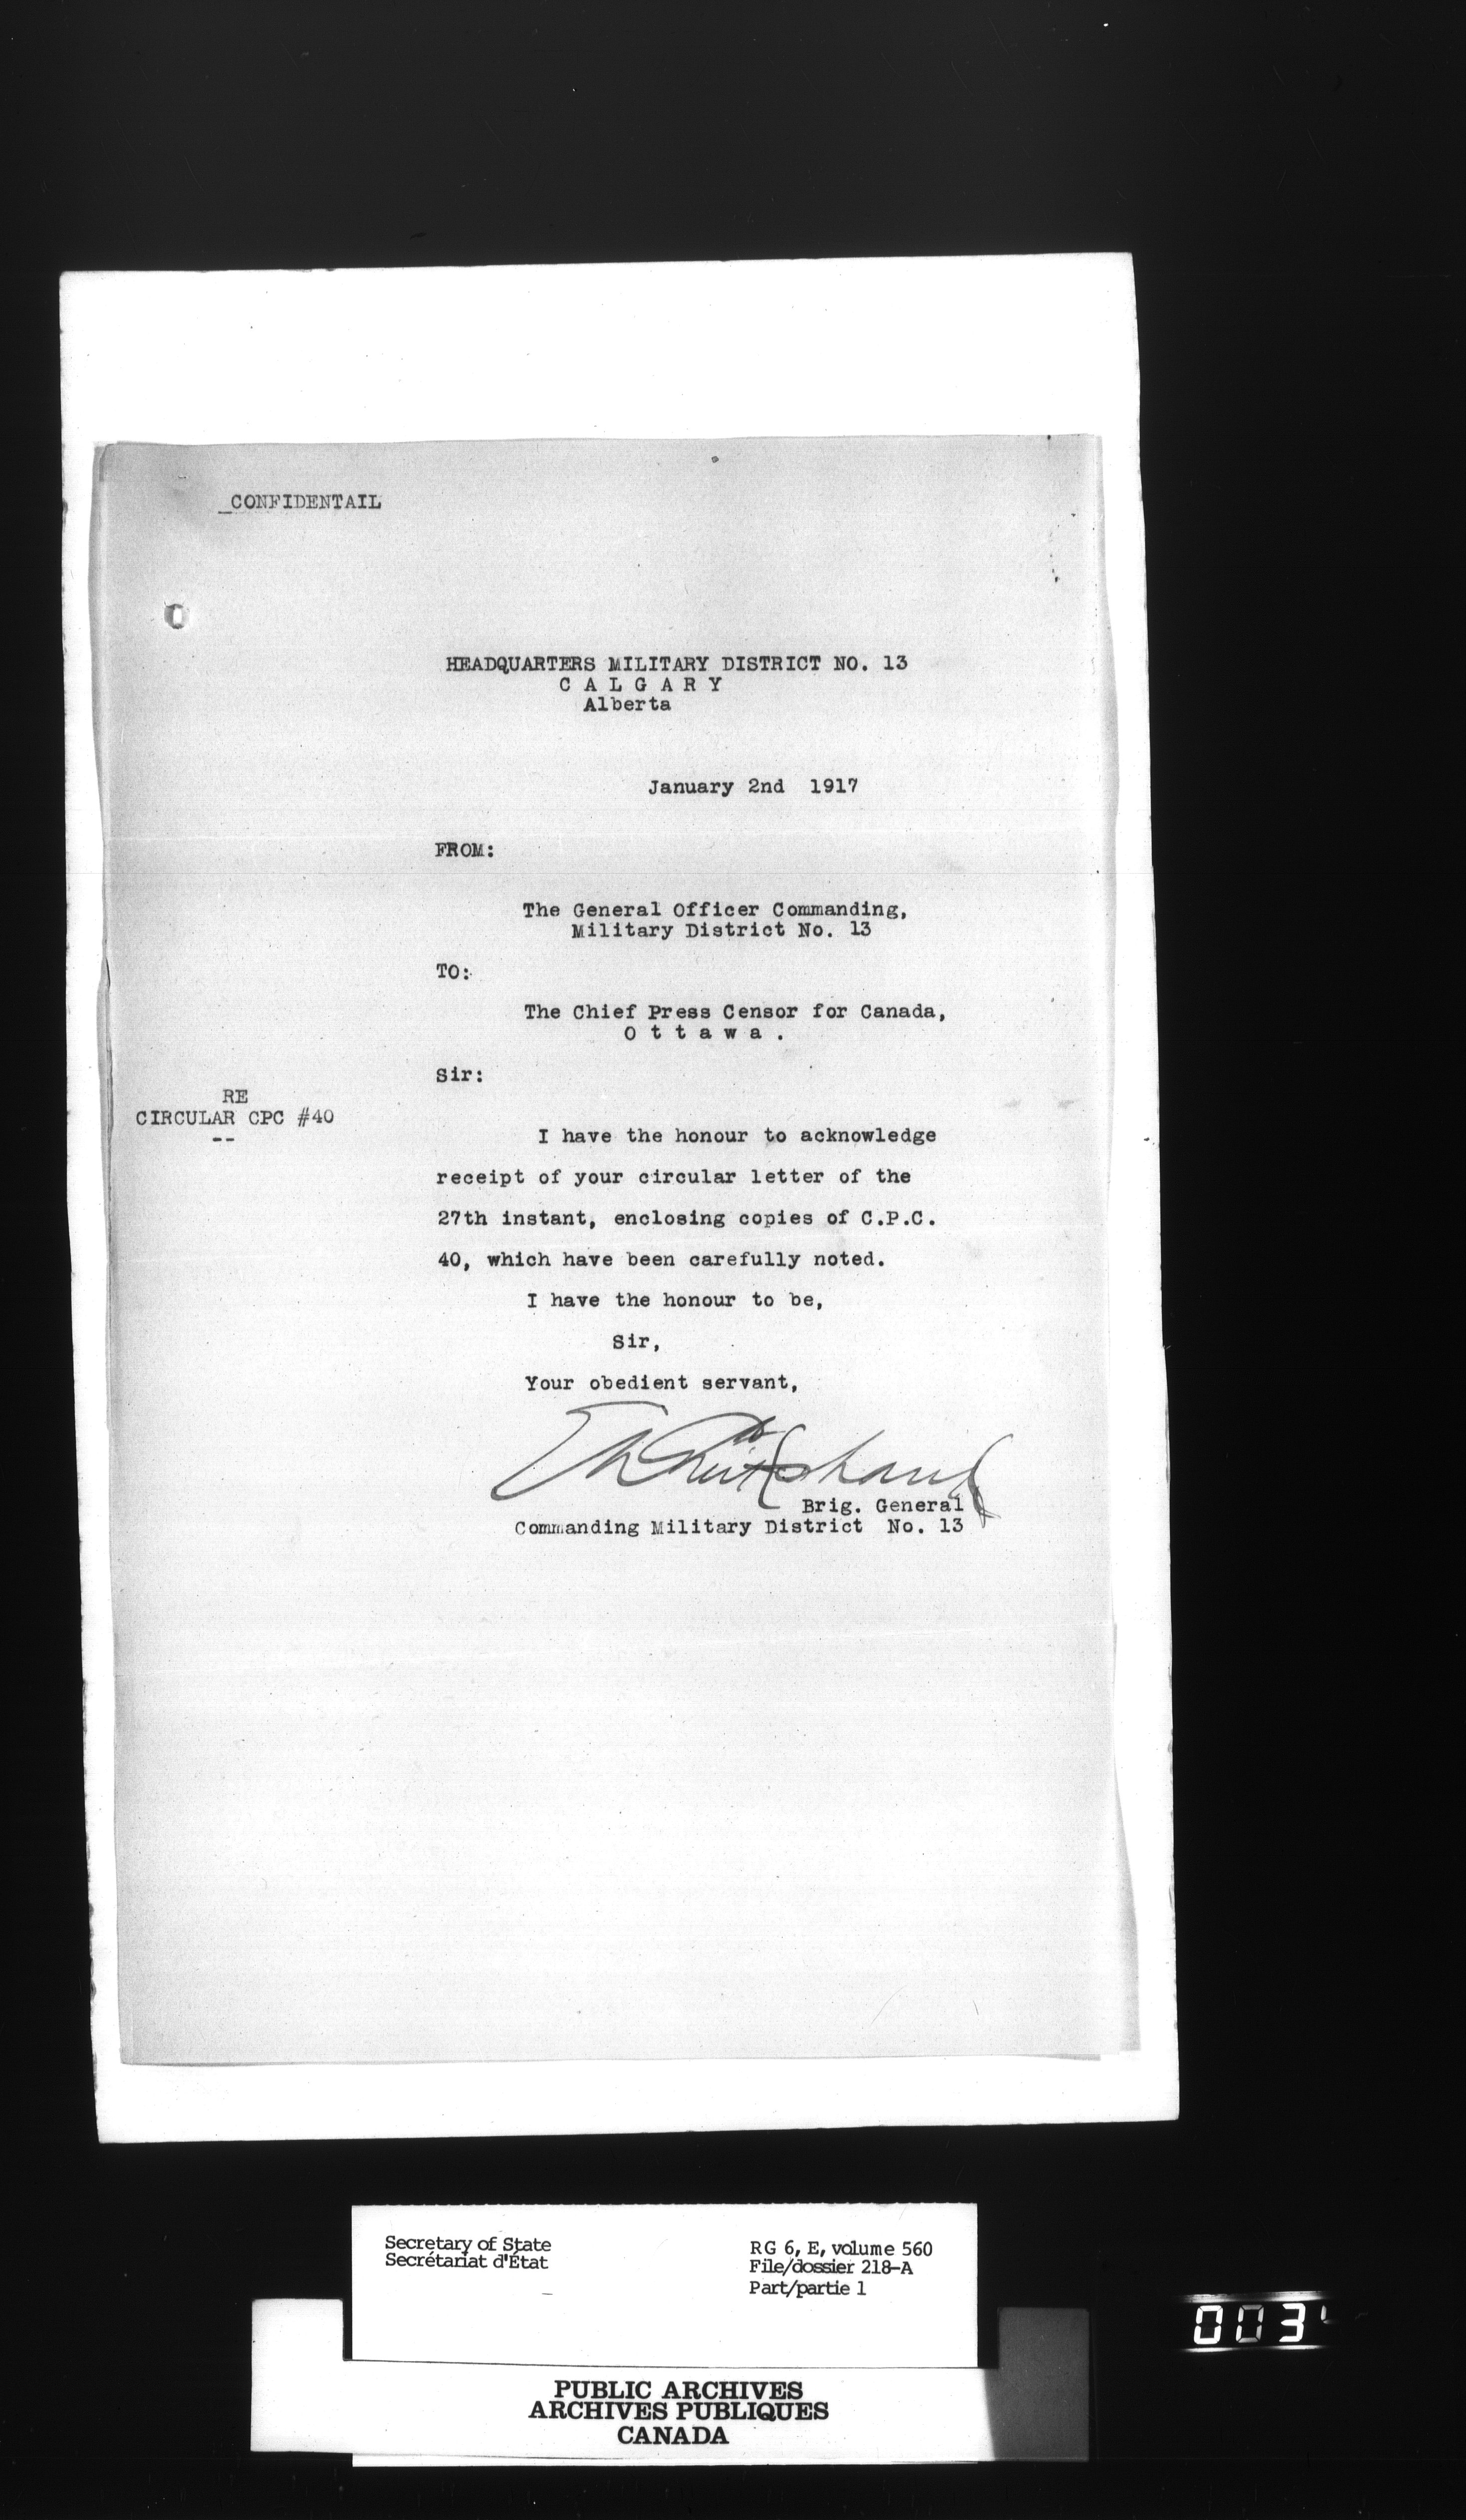 CONFIDENTAIL
HEADQUARTERS MILITARY DISTRICT NO. 13
C A L G A R Y
Alberta
January 2nd 1917
FROM:
The General Officer Commanding,
Military District No. 13
TO:
The Chief Press Censor for Canada,
O t t a w a .
Sir:
RE
CIRCULAR CPC #40
--
I have the honour to acknowledge
receipt of your circular letter of the
27th instant, enclosing copies of C.P.C.
40, which have been carefully noted.
I have the honour to be,
Sir,
Your obedient servant,
Brig. General
Commanding Military District No. 13
Secretary of State
Secrétariat d'État
RG 6, E, volume 560
File/dossier 218-A
Part/partie 1
PUBLIC ARCHIVES
ARCHIVES PUBLIQUES
CANADA
003